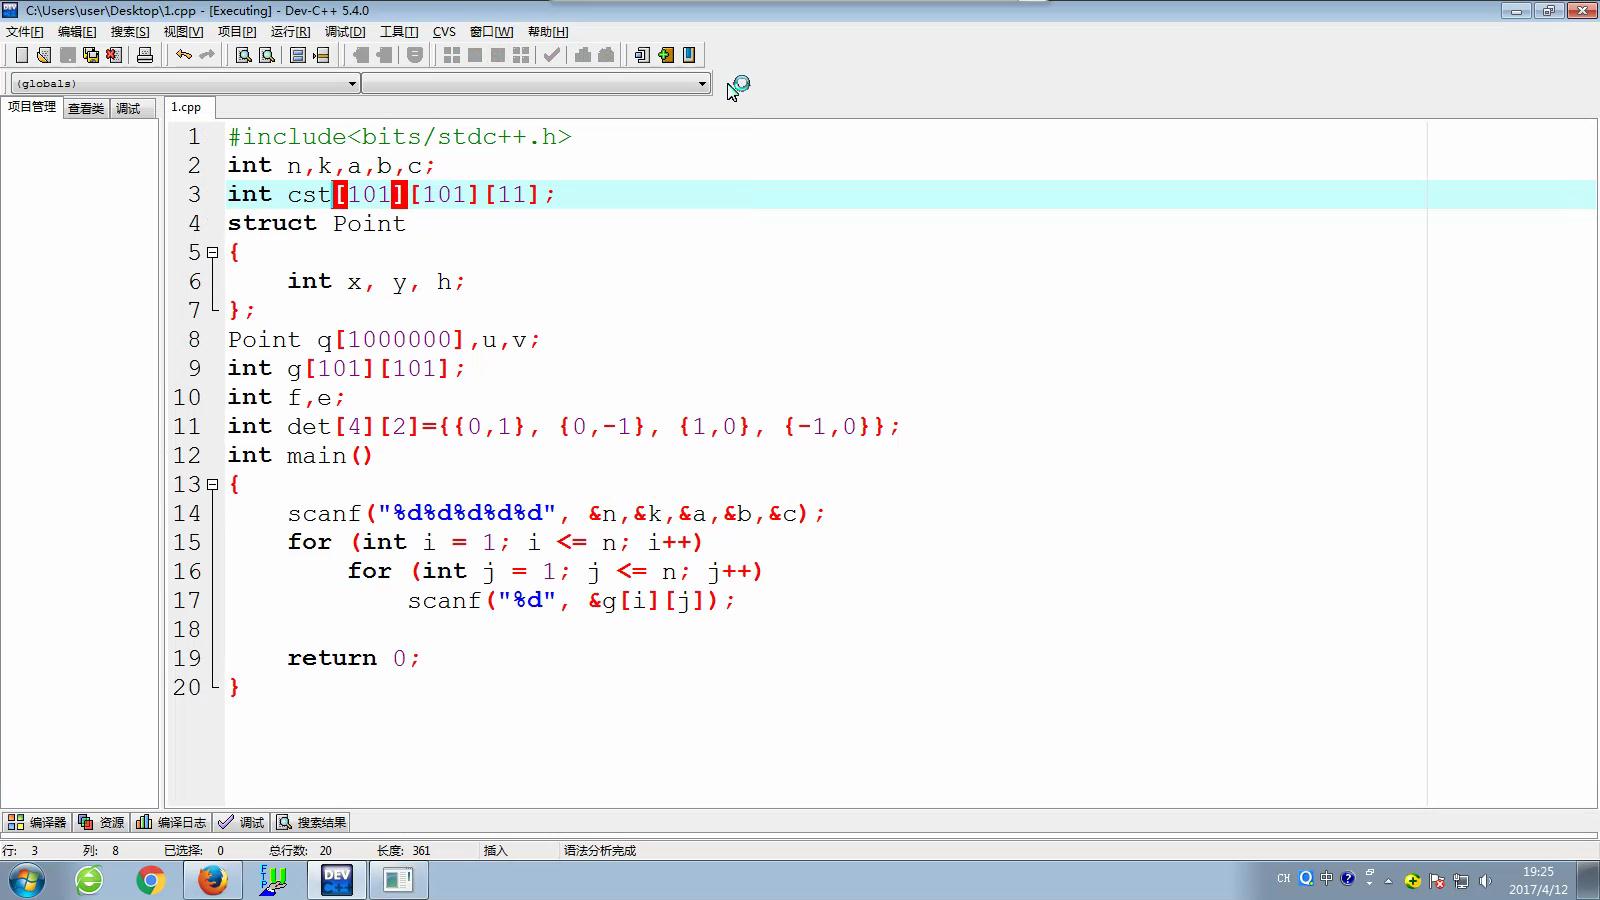 C:\Users\user\Desktop\1.cpp - [Executing] - Dev-C++ 5.4.0
文件[F] 编辑[E] 搜索[S] 视图[V] 项目[P] 运行[R] 调试[D] 工具[T] CVS 窗口[W] 帮助[H]
(globals)
项目管理 查看类 调试 1.cpp
1 #include<bits/stdc++.h>
2 int n,k,a,b,c;
3 int cst[101][101][11];
4 struct Point
5 {
6 int x, y, h;
7 };
8 Point q[1000000],u,v;
9 int g[101][101];
10 int f,e;
11 int det[4][2]={{0,1}, {0,-1}, {1,0}, {-1,0}};
12 int main()
13 {
14 scanf("%d%d%d%d%d", &n,&k,&a,&b,&c);
15 for (int i = 1; i <= n; i++)
16 for (int j = 1; j <= n; j++)
17 scanf("%d", &g[i][j]);
18
19 return 0;
20 }
编译器 资源 编译日志 调试 搜索结果
行: 3 列: 8 已选择: 0 总行数: 20 长度: 361 插入 语法分析完成
FTP DEV C++ CH 中 19:25
2017/4/12